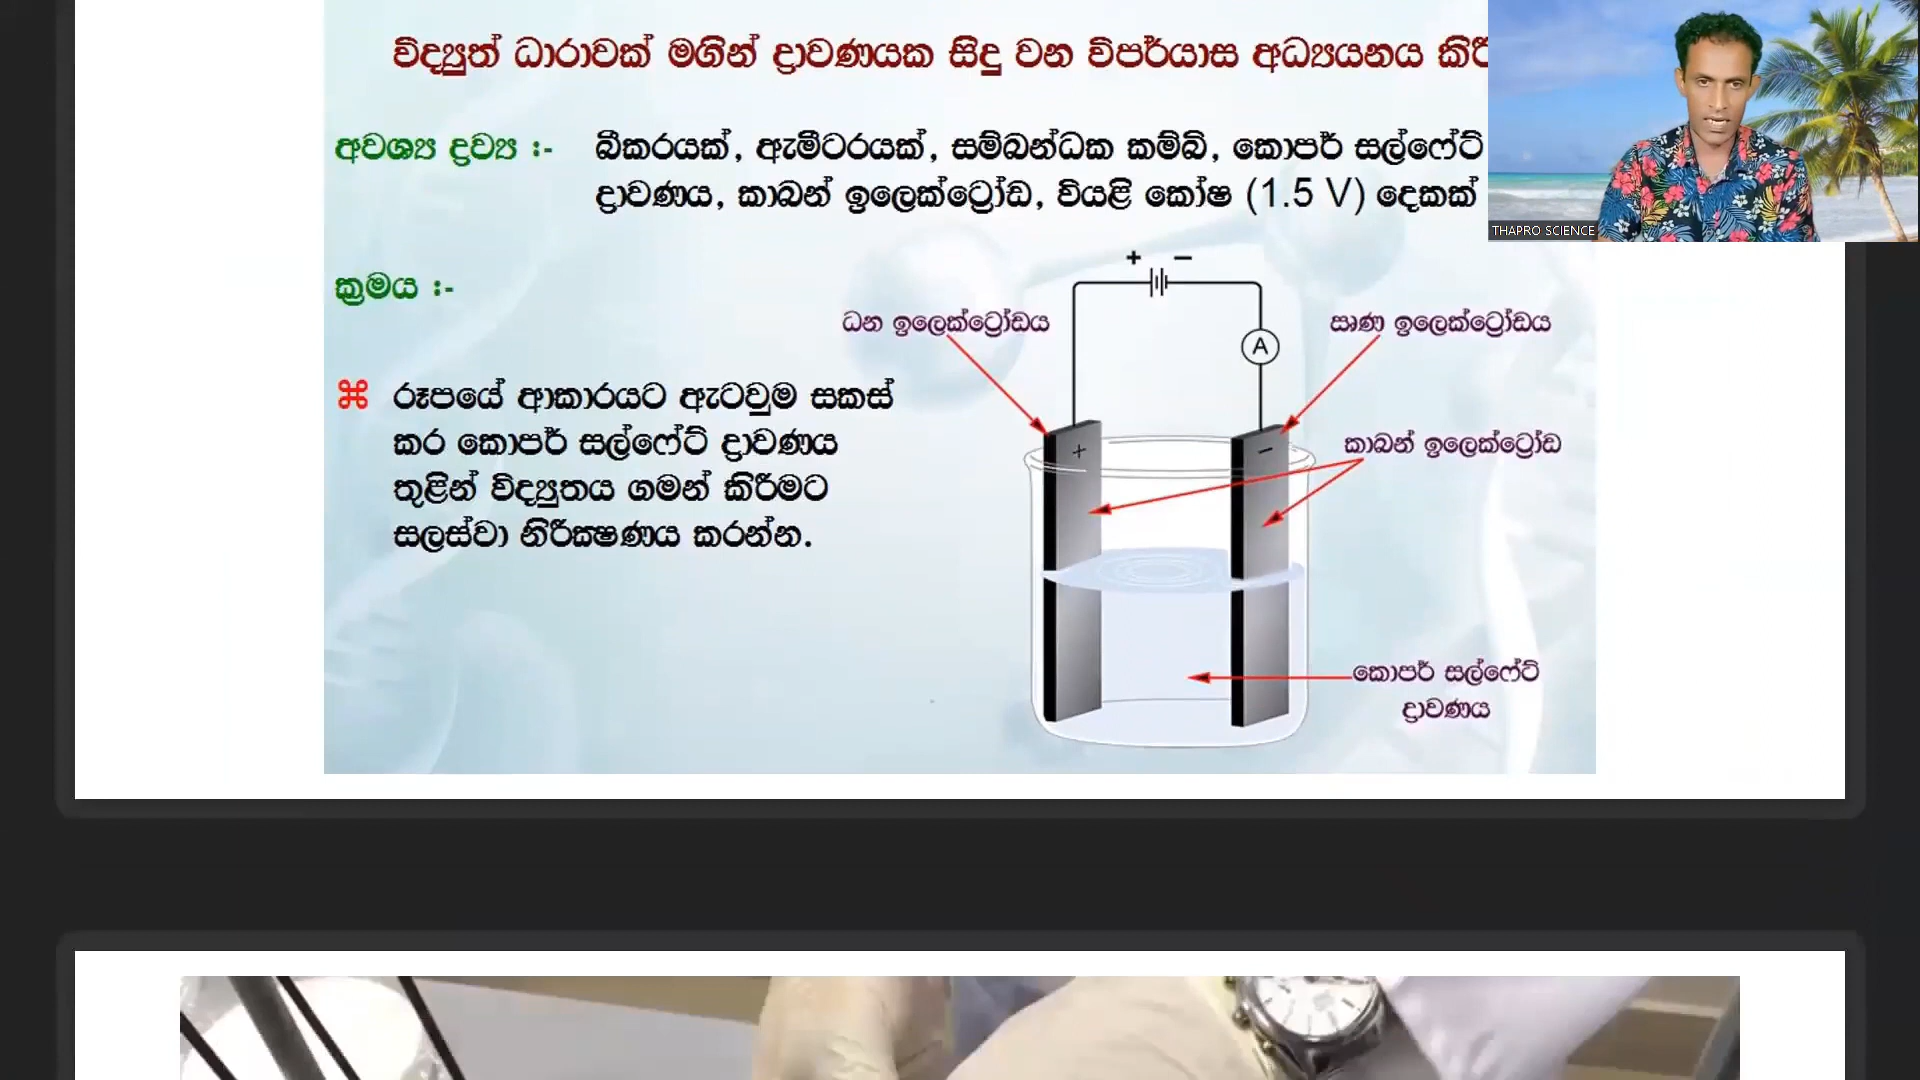 විද්‍යුත් ධාරාවක් මගින් ද්‍රාවණයක සිදු වන විපර්යාස අධ්‍යයනය
අවශ්‍ය ද්‍රව්‍ය :- බීකරයක්, ඇමීටරයක්, සම්බන්ධක කම්බි, කොපර් සල්ෆේට්
ද්‍රාවණය, කාබන් ඉලෙක්ට්‍රෝඩ, වියළි කෝෂ (1.5 V) දෙකක්
THAPRO SCIENCE
ක්‍රමය :-
+ −
ධන ඉලෙක්ට්‍රෝඩය
සෘණ ඉලෙක්ට්‍රෝඩය
A
රූපයේ ආකාරයට ඇටවුම සකස්
කර කොපර් සල්ෆේට් ද්‍රාවණය
තුළින් විද්‍යුතය ගමන් කිරීමට
සලස්වා නිරීක්ෂණය කරන්න.
+ −
කාබන් ඉලෙක්ට්‍රෝඩ
කොපර් සල්ෆේට්
ද්‍රාවණය